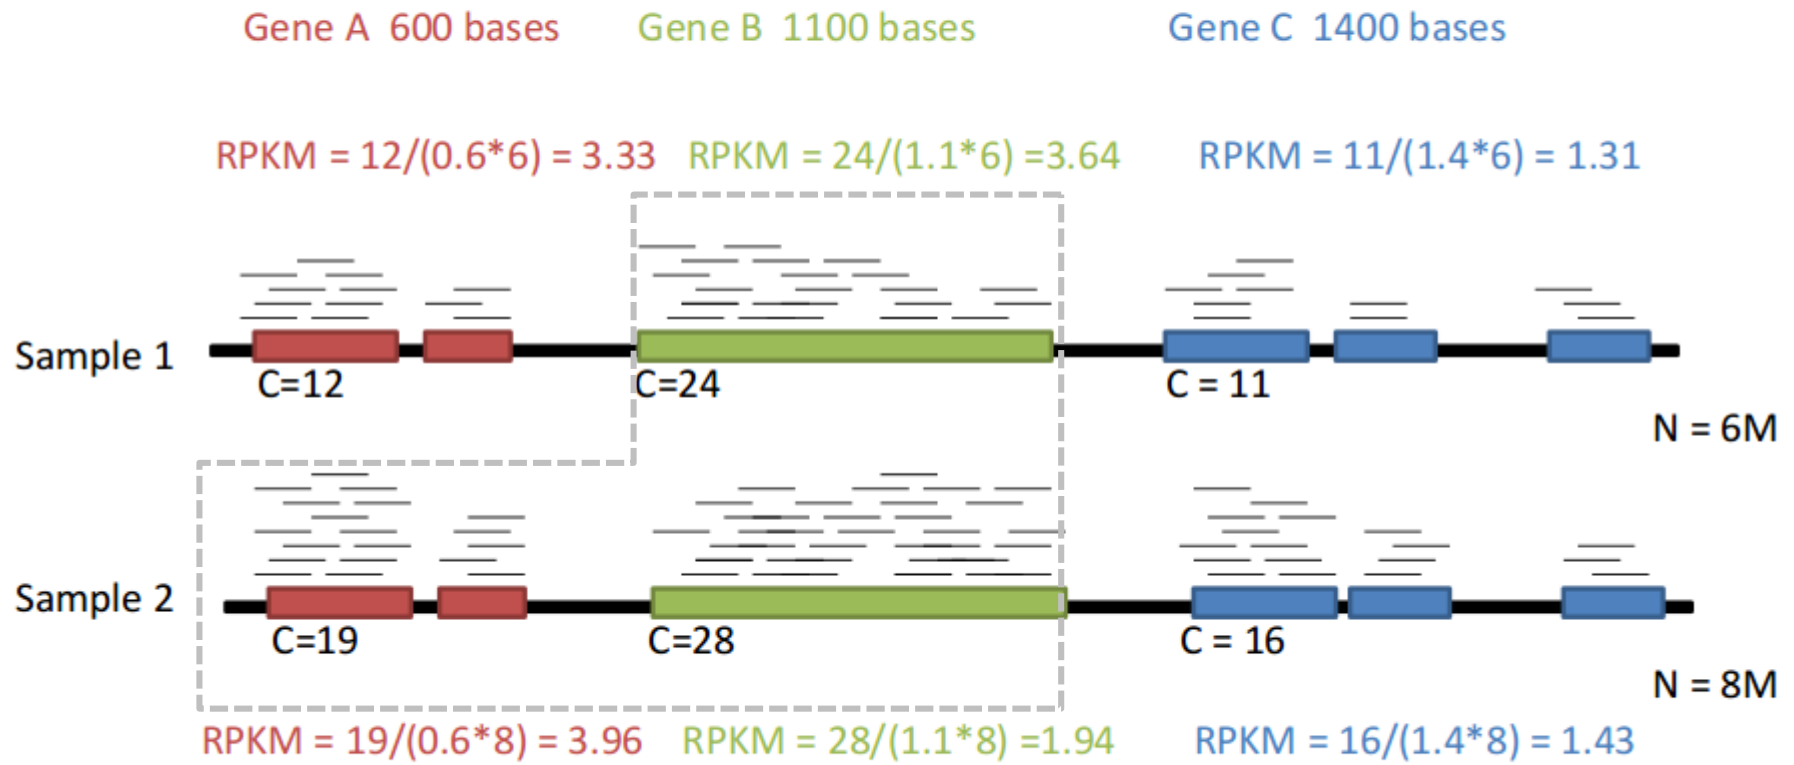 Gene A 600 bases
Gene B 1100 bases
Gene C 1400 bases
RPKM = 12/(0.6*6) = 3.33
RPKM = 24/(1.1*6) =3.64
RPKM = 11/(1.4*6) = 1.31
Sample 1
C=12
C=24
C = 11
N = 6M
Sample 2
C=19
C=28
C = 16
N = 8M
RPKM = 19/(0.6*8) = 3.96
RPKM = 28/(1.1*8) =1.94
RPKM = 16/(1.4*8) = 1.43